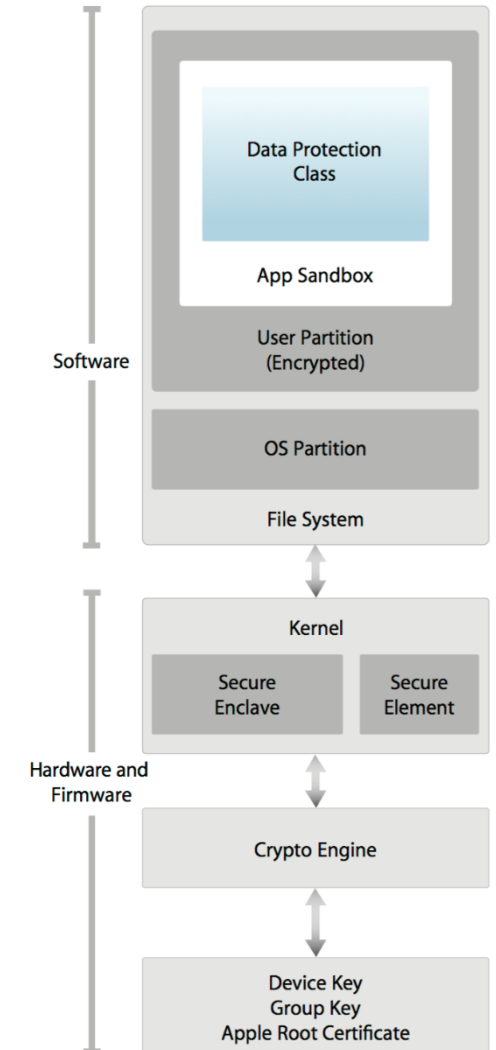 Data Protection
Class
App Sandbox
User Partition
(Encrypted)
Software
OS Partition
File System
Kernel
Secure
Enclave
Secure
Element
Hardware and
Firmware
Crypto Engine
Device Key
Group Key
Apple Root Certificate